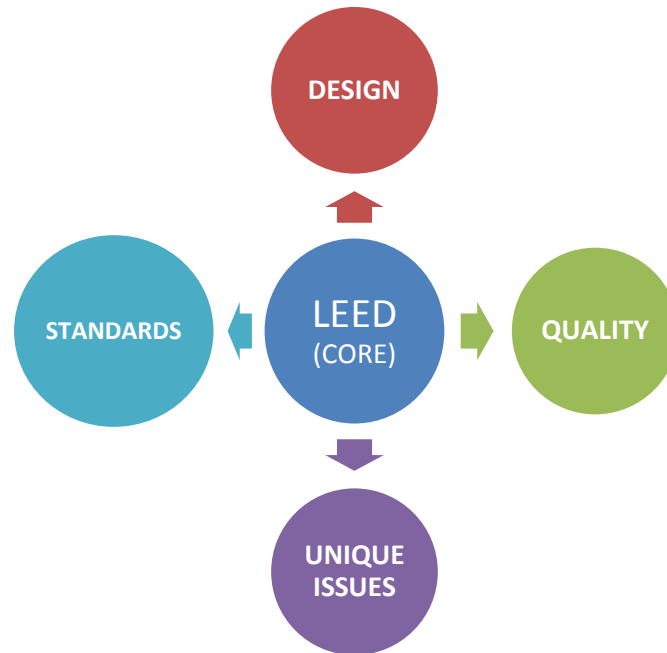 DESIGN
STANDARDS
LEED
(CORE)
QUALITY
UNIQUE
ISSUES